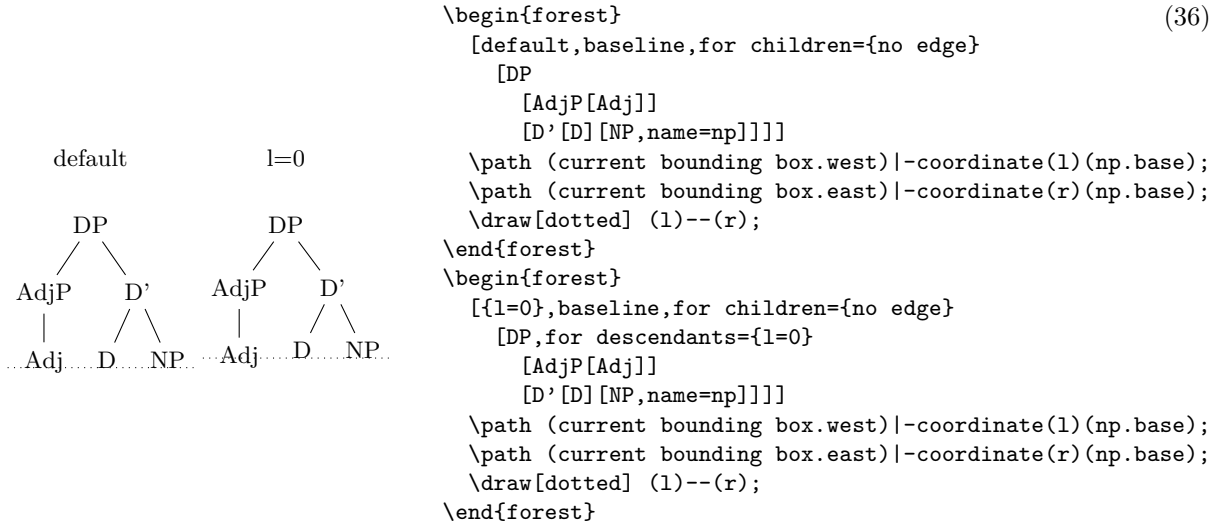 default l=0
DP DP
AdjP D' AdjP D'
Adj D NP Adj D NP
\begin{forest} (36)
  [default,baseline,for children={no edge}
    [DP
      [AdjP[Adj]]
      [D'[D][NP,name=np]]]]
  \path (current bounding box.west)|-coordinate(l)(np.base);
  \path (current bounding box.east)|-coordinate(r)(np.base);
  \draw[dotted] (l)--(r);
\end{forest}
\begin{forest}
  [{l=0},baseline,for children={no edge}
    [DP,for descendants={l=0}
      [AdjP[Adj]]
      [D'[D][NP,name=np]]]]
  \path (current bounding box.west)|-coordinate(l)(np.base);
  \path (current bounding box.east)|-coordinate(r)(np.base);
  \draw[dotted] (l)--(r);
\end{forest}